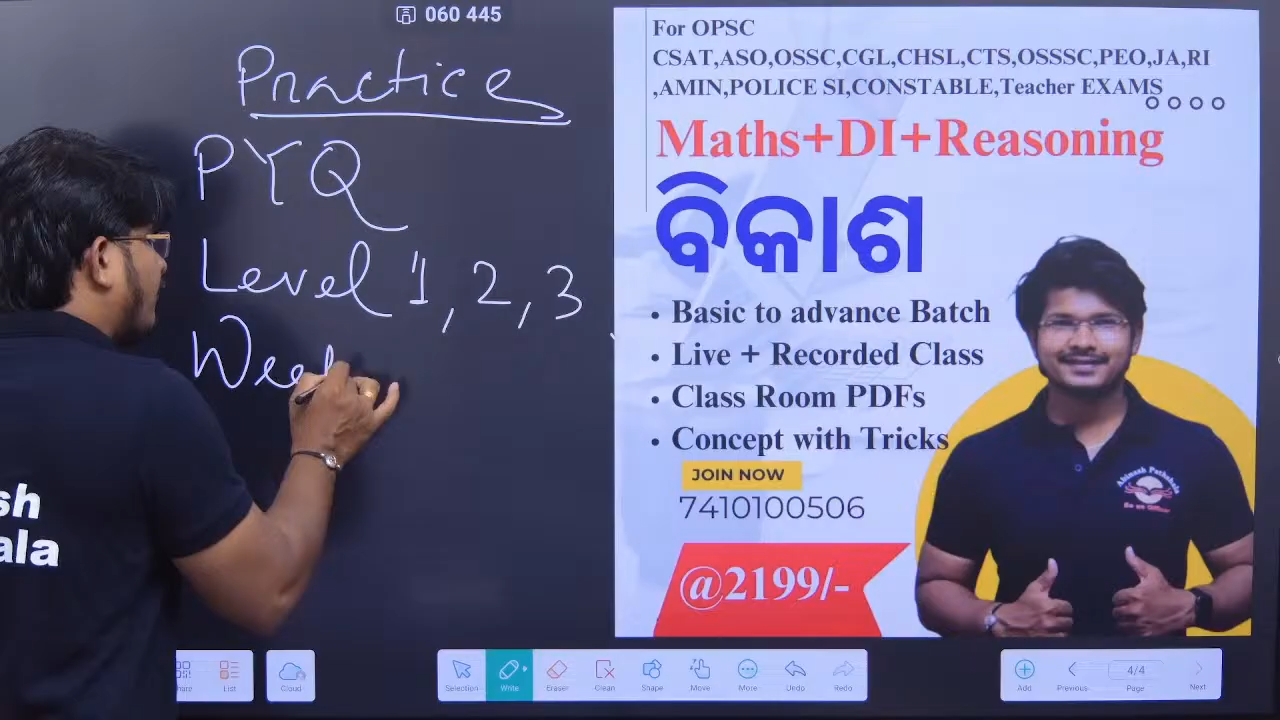 060 445
Practice
PYQ
Level 1, 2, 3
For OPSC
CSAT,ASO,OSSC,CGL,CHSL,CTS,OSSSC,PEO,JA,RI
,AMIN,POLICE SI,CONSTABLE,Teacher EXAMS
Maths+DI+Reasoning
ବିକାଶ
• Basic to advance Batch
• Live + Recorded Class
• Class Room PDFs
• Concept with Tricks
JOIN NOW
7410100506
@2199/-
Abinash Pathshala
sh
ala
hare
List
Cloud
Selection
Write
Eraser
Clean
Shape
Move
More
Undo
Redo
Add
Previous
4/4
Page
Next